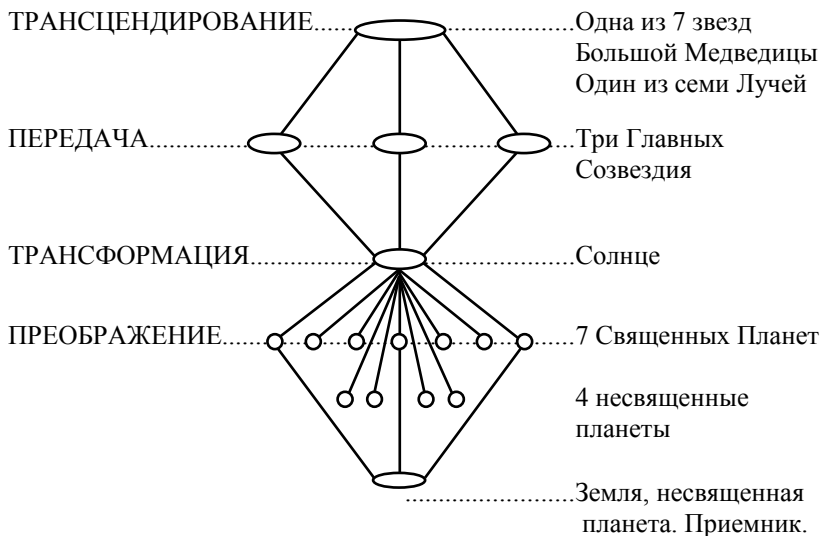 ТРАНСЦЕНДИРОВАНИЕ..............................Одна из 7 звезд
Большой Медведицы
Один из семи Лучей
ПЕРЕДАЧА..............................Три Главных
Созвездия
ТРАНСФОРМАЦИЯ..............................Солнце
ПРЕОБРАЖЕНИЕ..............................7 Священных Планет
4 несвященные
планеты
......................Земля, несвященная
планета. Приемник.